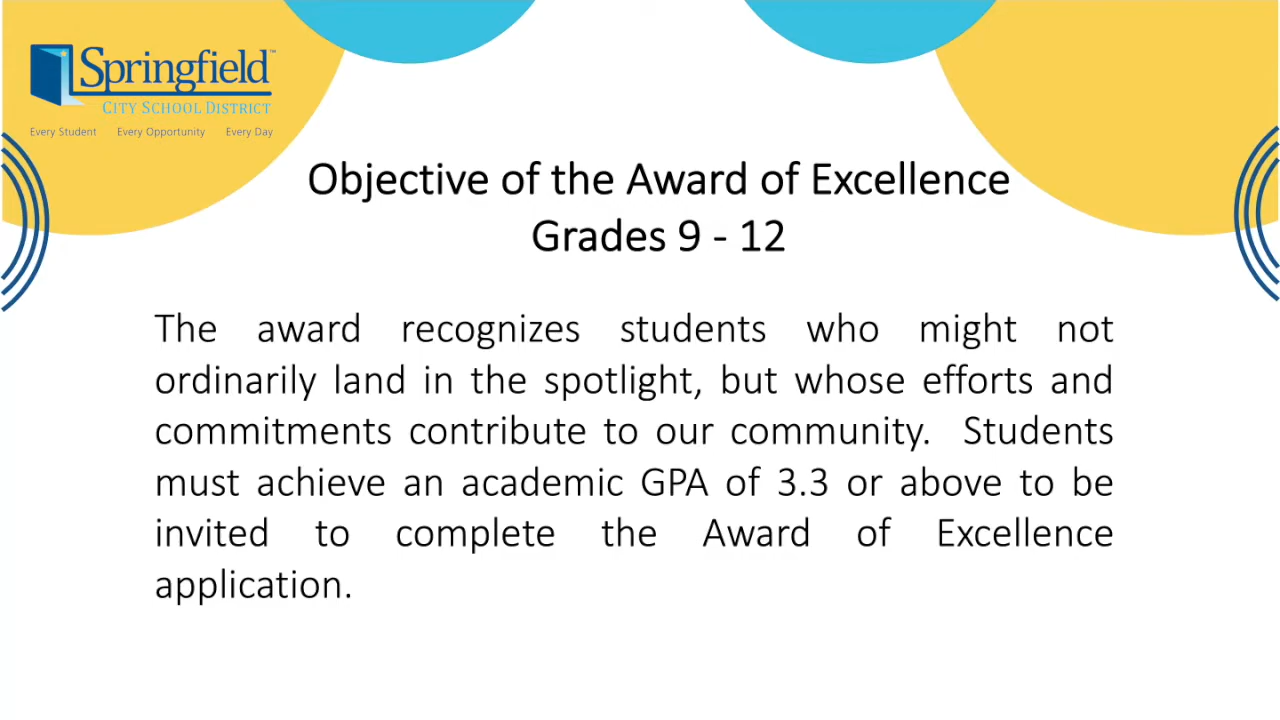 Springfield™
CITY SCHOOL DISTRICT
Every Student Every Opportunity Every Day
Objective of the Award of Excellence
Grades 9 - 12
The award recognizes students who might not
ordinarily land in the spotlight, but whose efforts and
commitments contribute to our community. Students
must achieve an academic GPA of 3.3 or above to be
invited to complete the Award of Excellence
application.